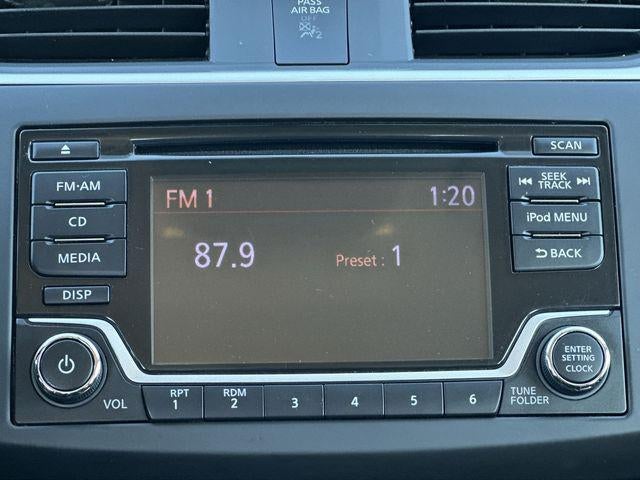 PASS
AIR BAG
OFF
2
SCAN
FM·AM
SEEK
TRACK
FM 1
1:20
CD
iPod MENU
87.9
Preset : 1
MEDIA
BACK
DISP
ENTER
SETTING
CLOCK
VOL
RPT
1
RDM
2
3
4
5
6
TUNE
FOLDER